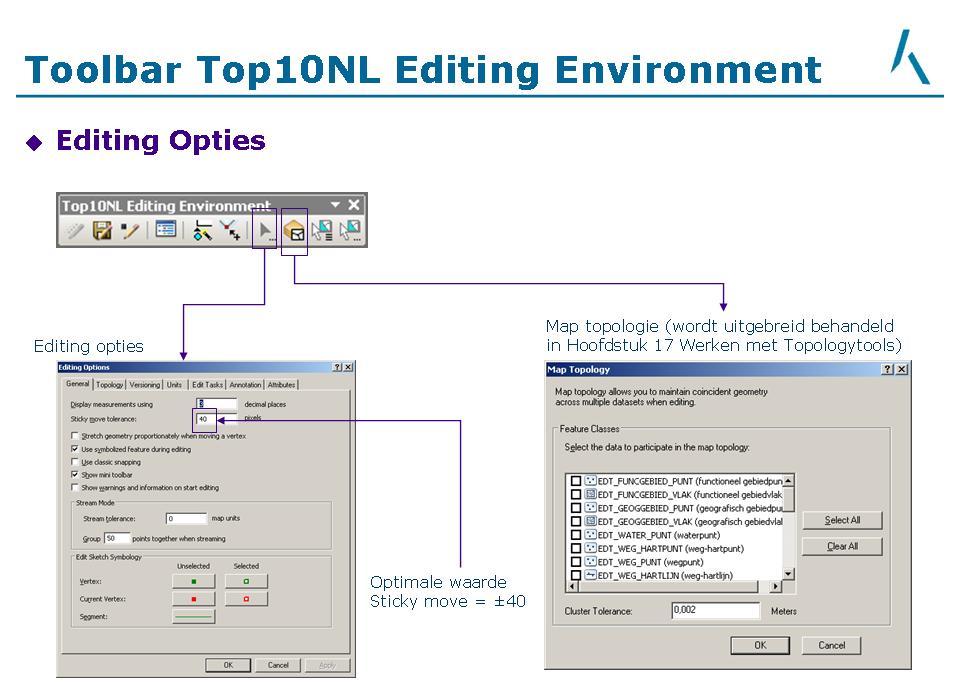 Toolbar Top10NL Editing Environment
Editing Opties
Top10NL Editing Environment
Editing opties
Map topologie (wordt uitgebreid behandeld
in Hoofdstuk 17 Werken met Topologytools)
Editing Options
General Topology Versioning Units Edit Tasks Annotation Attributes
Display measurements using decimal places
Sticky move tolerance: 40 pixels
Stretch geometry proportionately when moving a vertex
Use symbolized feature during editing
Use classic snapping
Show mini toolbar
Show warnings and information on start editing
Stream Mode
Stream tolerance: 0 map units
Group 50 points together when streaming
Edit Sketch Symbology
Unselected Selected
Vertex:
Current Vertex:
Segment:
OK Cancel Apply
Optimale waarde
Sticky move = ±40
Map Topology
Map topology allows you to maintain coincident geometry
across multiple datasets when editing.
Feature Classes
Select the data to participate in the map topology:
EDT_FUNCGEBIED_PUNT (functioneel gebiedpun
EDT_FUNCGEBIED_VLAK (functioneel gebiedvlak
EDT_GEOGGEBIED_PUNT (geografisch gebiedpu
EDT_GEOGGEBIED_VLAK (geografisch gebiedvla
EDT_WATER_PUNT (waterpunt)
EDT_WEG_HARTPUNT (weg-hartpunt)
EDT_WEG_PUNT (wegpunt)
EDT_WEG_HARTLIJN (weg-hartlijn)
Select All
Clear All
Cluster Tolerance: 0,002 Meters
OK Cancel